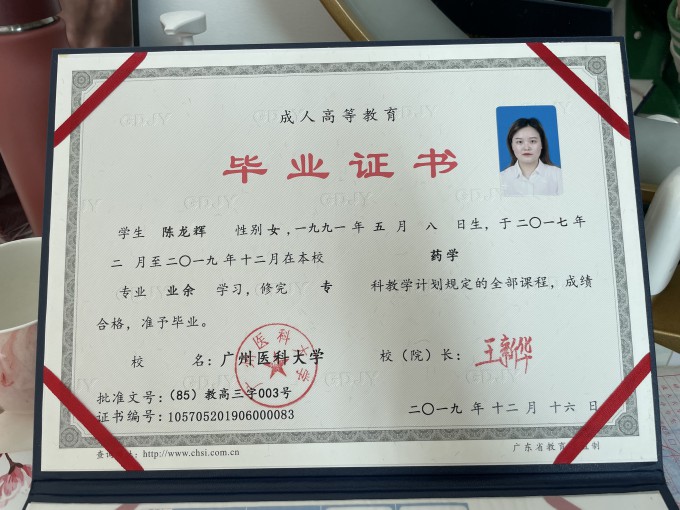 成人高等教育
毕业证书
学生 陈龙辉 性别 女，一九九一年 五 月 八 日生，于二〇一七年
二 月至二〇一九 年十二月在本校 药学
专业 业余 学习，修完 专 科教学计划规定的全部课程，成绩
合格，准予毕业。
校 名：广州医科大学 校（院）长：王新华
批准文号：（85）教高三字003号
证书编号：105705201906000083 二〇一九 年 十二 月 十六 日
http://www.chsi.com.cn 广东省教育
制